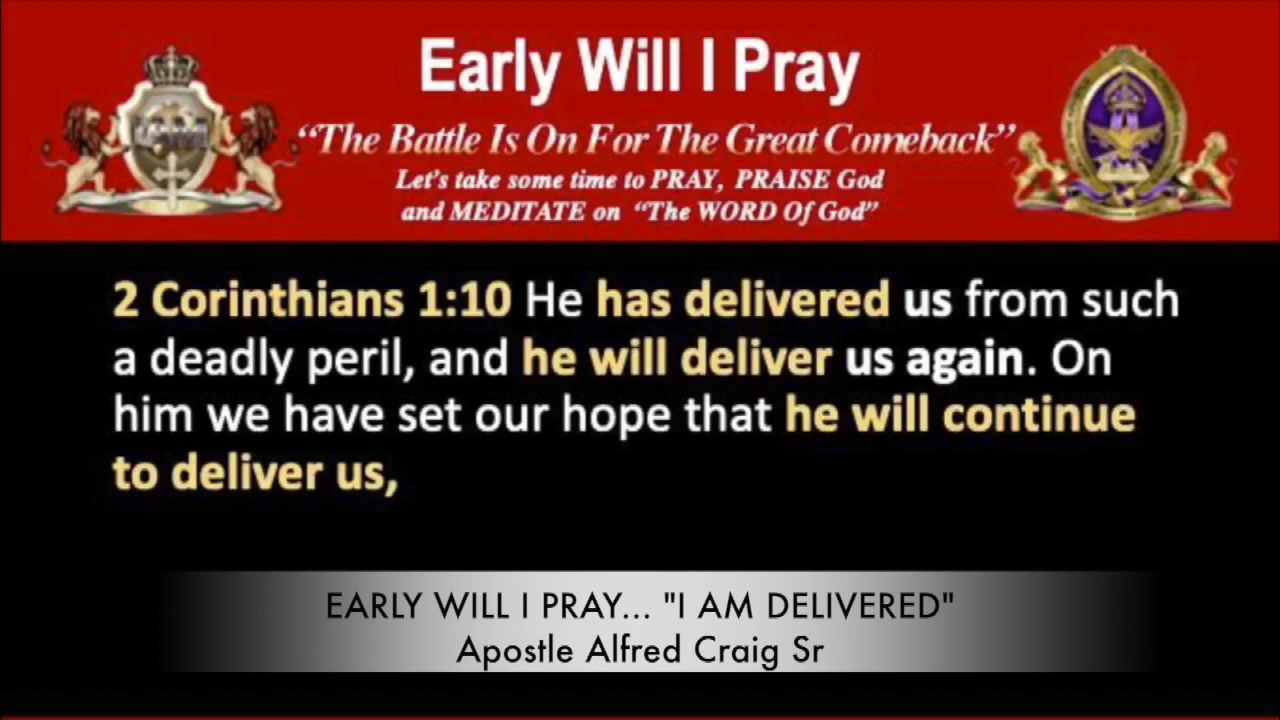 Early Will I Pray
“The Battle Is On For The Great Comeback”
Let's take some time to PRAY, PRAISE God
and MEDITATE on “The WORD Of God”
2 Corinthians 1:10 He has delivered us from such
a deadly peril, and he will deliver us again. On
him we have set our hope that he will continue
to deliver us,
EARLY WILL I PRAY... "I AM DELIVERED"
Apostle Alfred Craig Sr